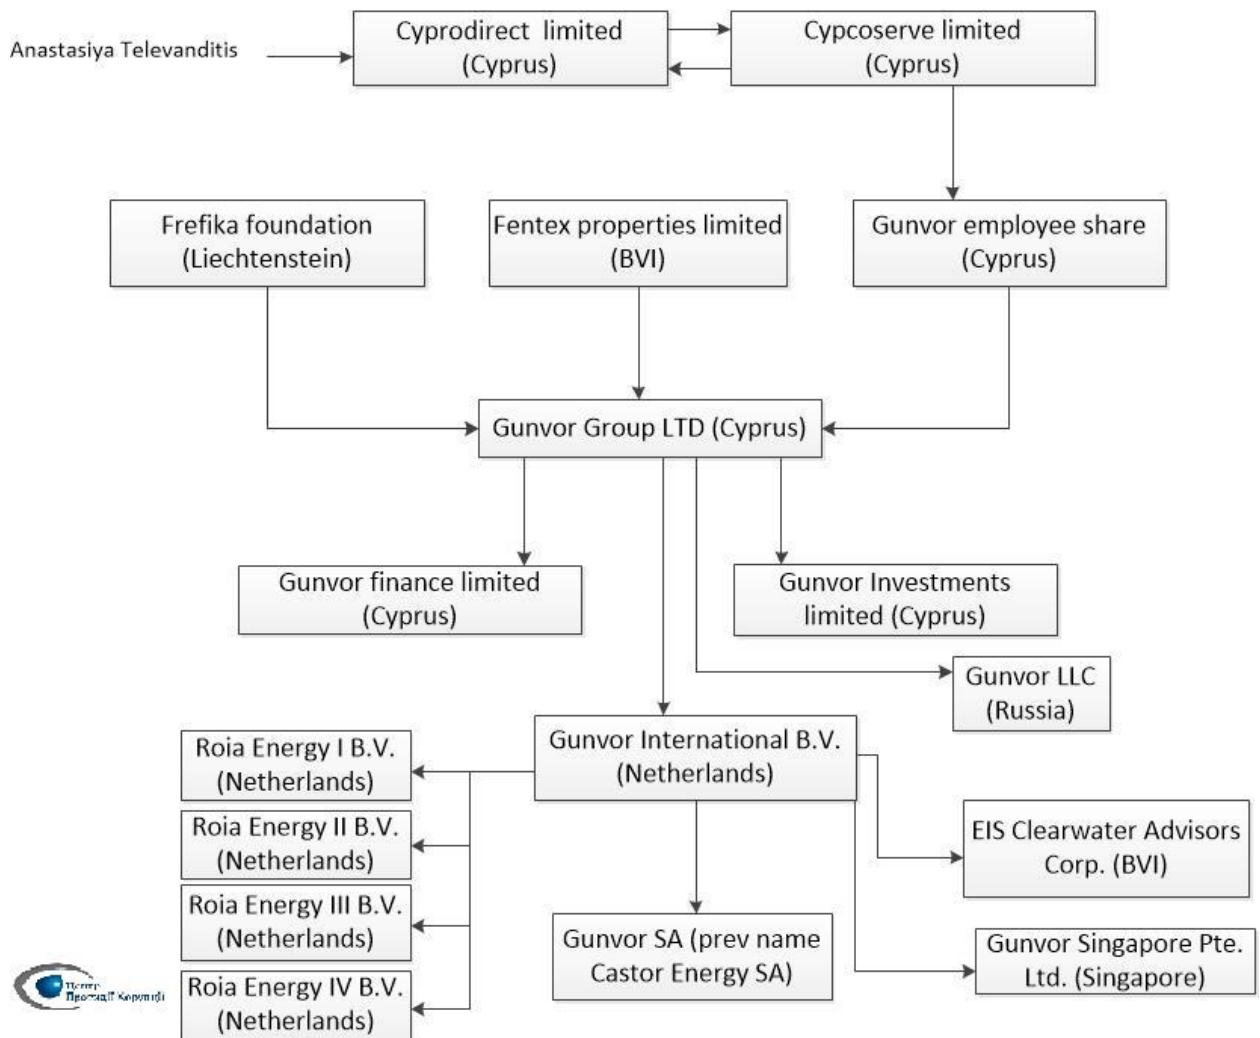 Anastasiya Televanditis
Cyprodirect limited
(Cyprus)
Cypcoserve limited
(Cyprus)
Frefika foundation
(Liechtenstein)
Fentex properties limited
(BVI)
Gunvor employee share
(Cyprus)
Gunvor Group LTD (Cyprus)
Gunvor finance limited
(Cyprus)
Gunvor Investments
limited (Cyprus)
Gunvor LLC
(Russia)
Gunvor International B.V.
(Netherlands)
Roia Energy I B.V.
(Netherlands)
Roia Energy II B.V.
(Netherlands)
Roia Energy III B.V.
(Netherlands)
Roia Energy IV B.V.
(Netherlands)
EIS Clearwater Advisors
Corp. (BVI)
Gunvor SA (prev name
Castor Energy SA)
Gunvor Singapore Pte.
Ltd. (Singapore)
Центр
Протидії Корупції